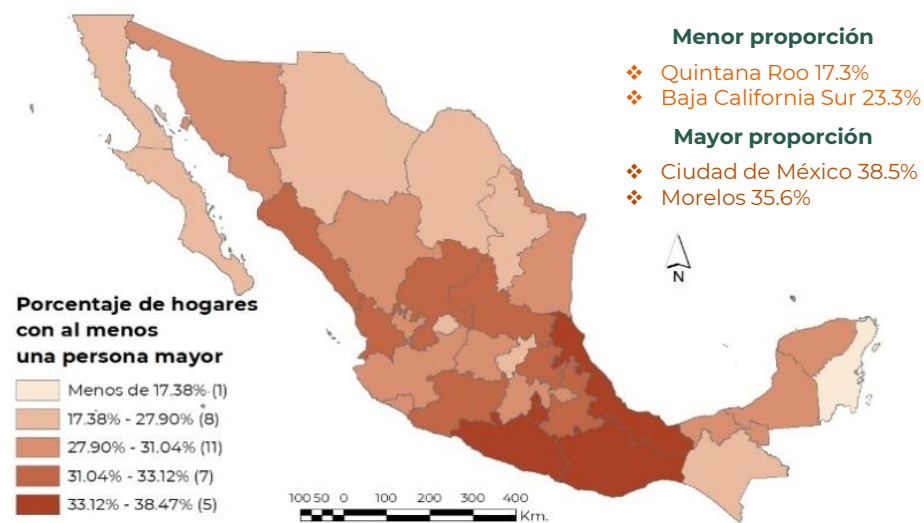 Menor proporción
❖ Quintana Roo 17.3%
❖ Baja California Sur 23.3%
Mayor proporción
❖ Ciudad de México 38.5%
❖ Morelos 35.6%
N
Porcentaje de hogares
con al menos
una persona mayor
Menos de 17.38% (1)
17.38% - 27.90% (8)
27.90% - 31.04% (11)
31.04% - 33.12% (7)
33.12% - 38.47% (5)
100 50 0 100 200 300 400
Km.